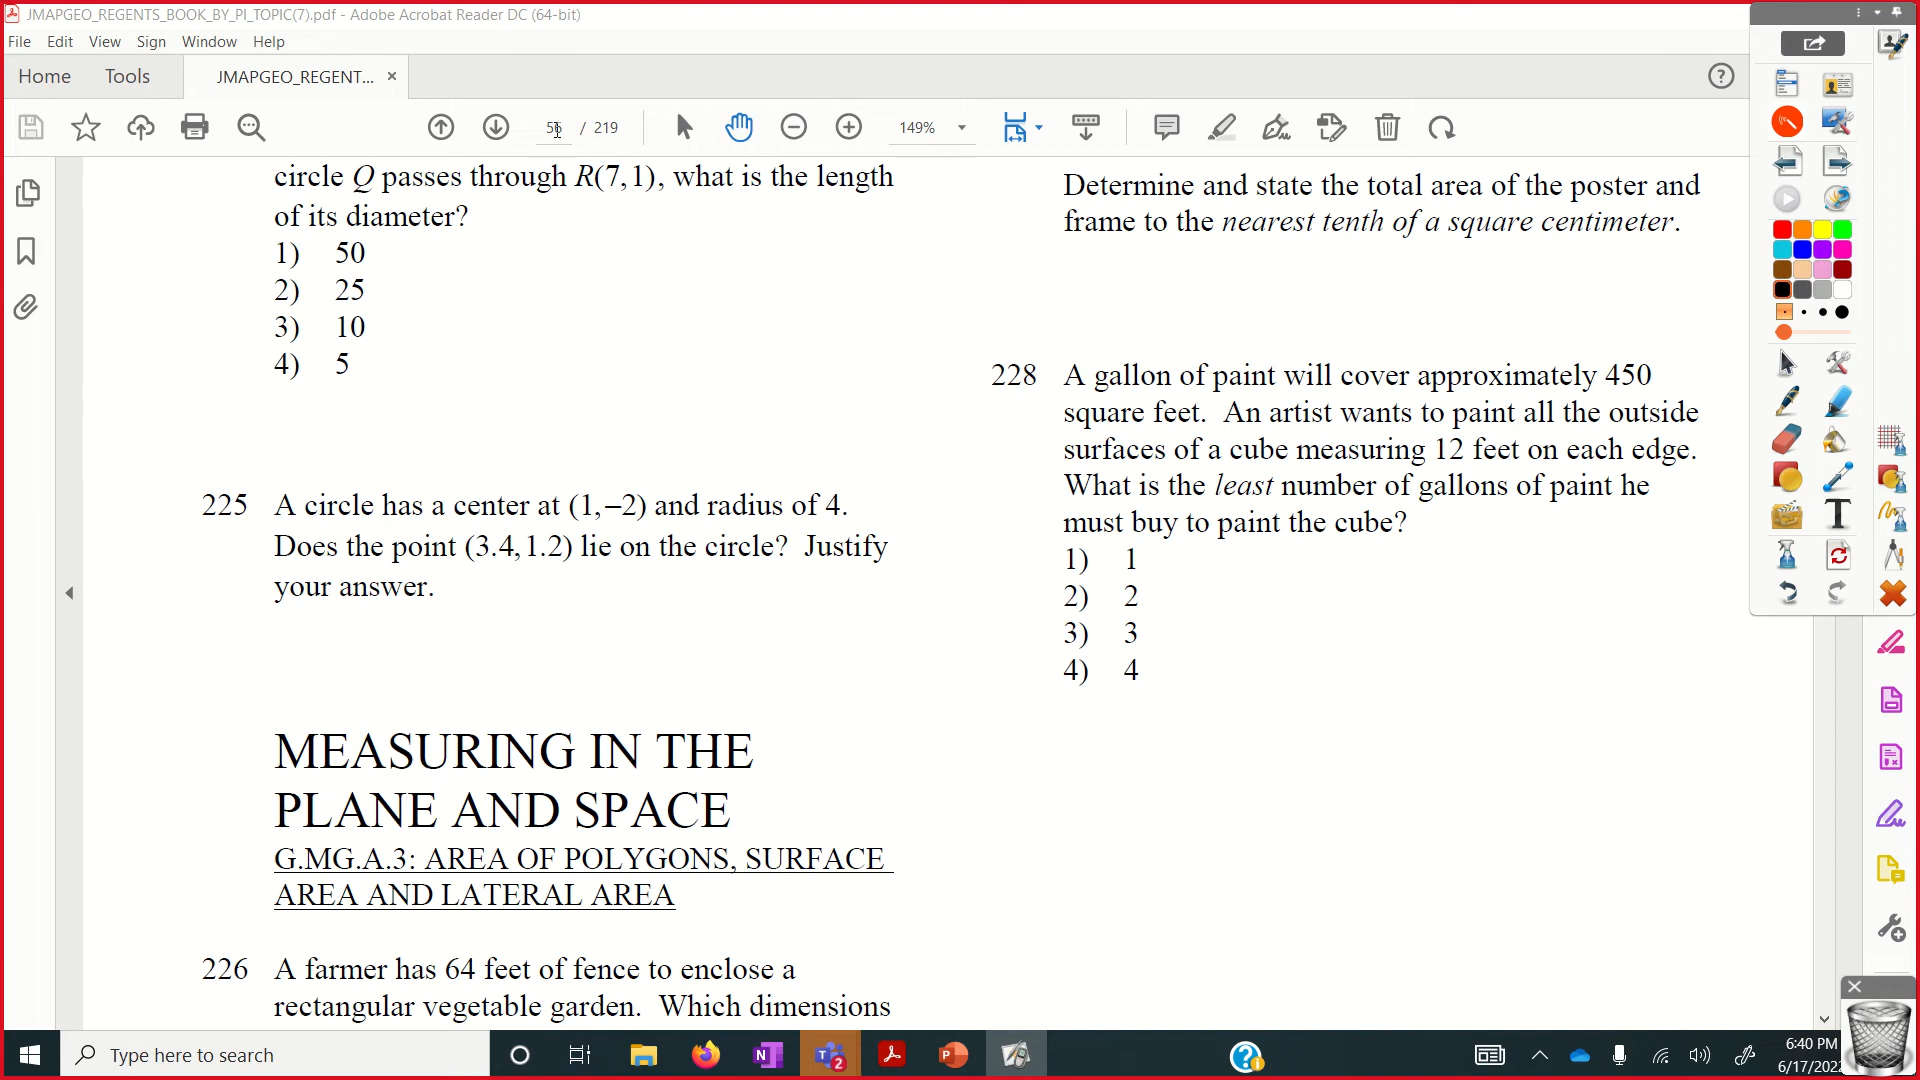 JMAPGEO_REGENTS_BOOK_BY_PI_TOPIC(7).pdf - Adobe Acrobat Reader DC (64-bit)
File Edit View Sign Window Help
Home Tools JMAPGEO_REGENT... ×
/ 219 149%
circle Q passes through R(7,1), what is the length
of its diameter?
1) 50
2) 25
3) 10
4) 5
225 A circle has a center at (1,−2) and radius of 4.
Does the point (3.4,1.2) lie on the circle? Justify
your answer.
MEASURING IN THE
PLANE AND SPACE
G.MG.A.3: AREA OF POLYGONS, SURFACE
AREA AND LATERAL AREA
226 A farmer has 64 feet of fence to enclose a
rectangular vegetable garden. Which dimensions
Determine and state the total area of the poster and
frame to the nearest tenth of a square centimeter.
228 A gallon of paint will cover approximately 450
square feet. An artist wants to paint all the outside
surfaces of a cube measuring 12 feet on each edge.
What is the least number of gallons of paint he
must buy to paint the cube?
1) 1
2) 2
3) 3
4) 4
Type here to search
6:40 PM
6/17/202